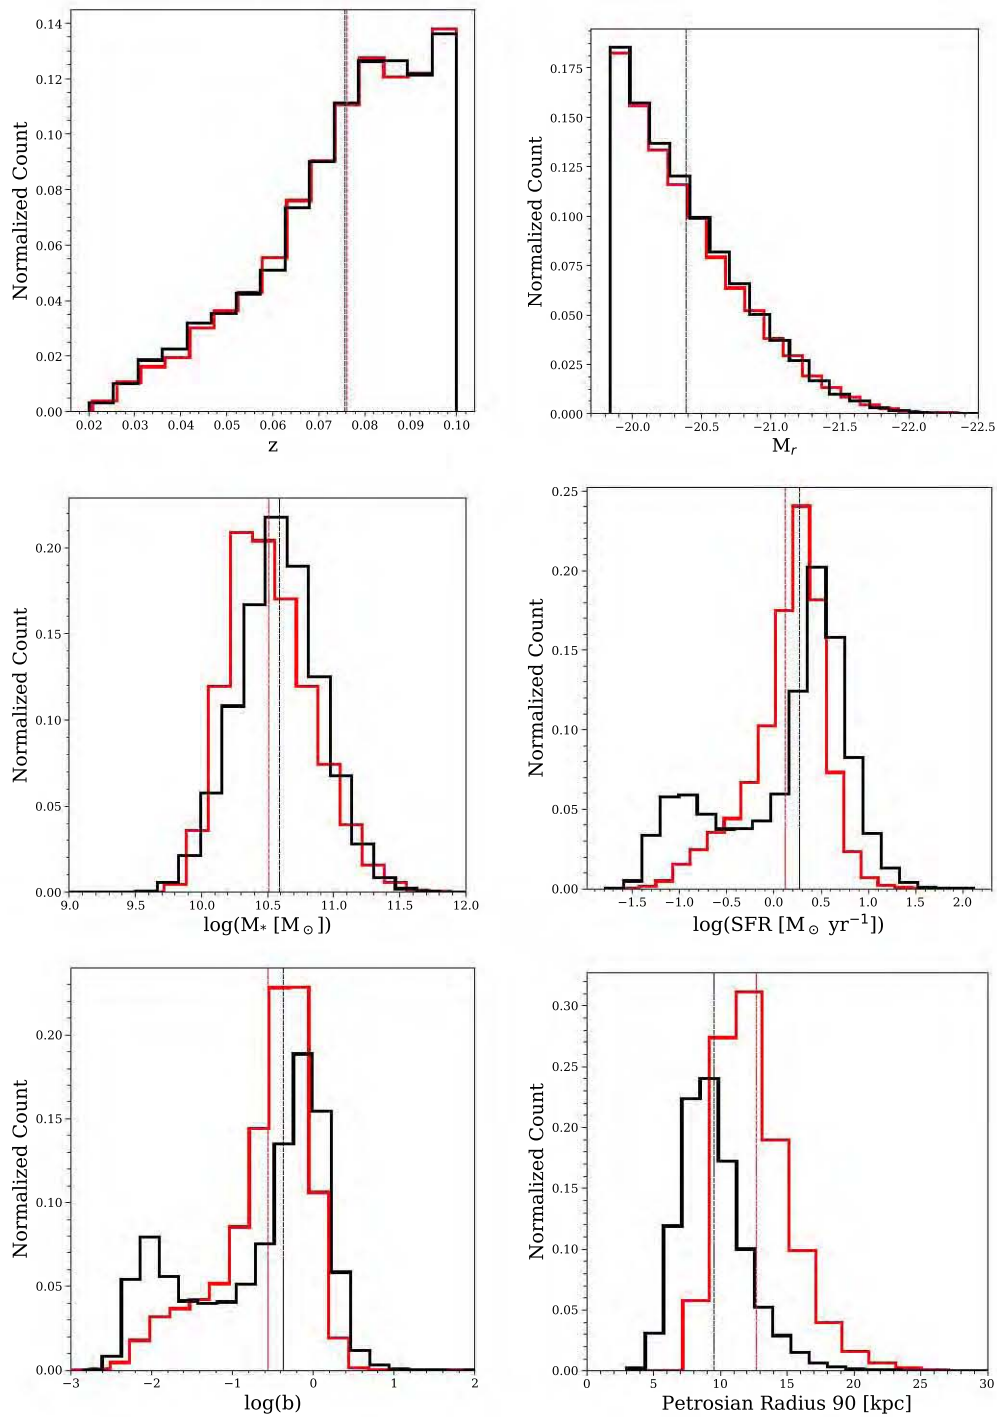 0.14
0.12
0.10
0.08
0.06
0.04
0.02
0.00
Normalized Count
0.02 0.03 0.04 0.05 0.06 0.07 0.08 0.09 0.10
z
0.175
0.150
0.125
0.100
0.075
0.050
0.025
0.000
Normalized Count
−20.0 −20.5 −21.0 −21.5 −22.0 −22.5
M_r
0.20
0.15
0.10
0.05
0.00
Normalized Count
9.0 9.5 10.0 10.5 11.0 11.5 12.0
log(M_* [M_⊙])
0.25
0.20
0.15
0.10
0.05
0.00
Normalized Count
−1.5 −1.0 −0.5 0.0 0.5 1.0 1.5 2.0
log(SFR [M_⊙ yr⁻¹])
0.20
0.15
0.10
0.05
0.00
Normalized Count
−3 −2 −1 0 1 2
log(b)
0.30
0.25
0.20
0.15
0.10
0.05
0.00
Normalized Count
0 5 10 15 20 25 30
Petrosian Radius 90 [kpc]